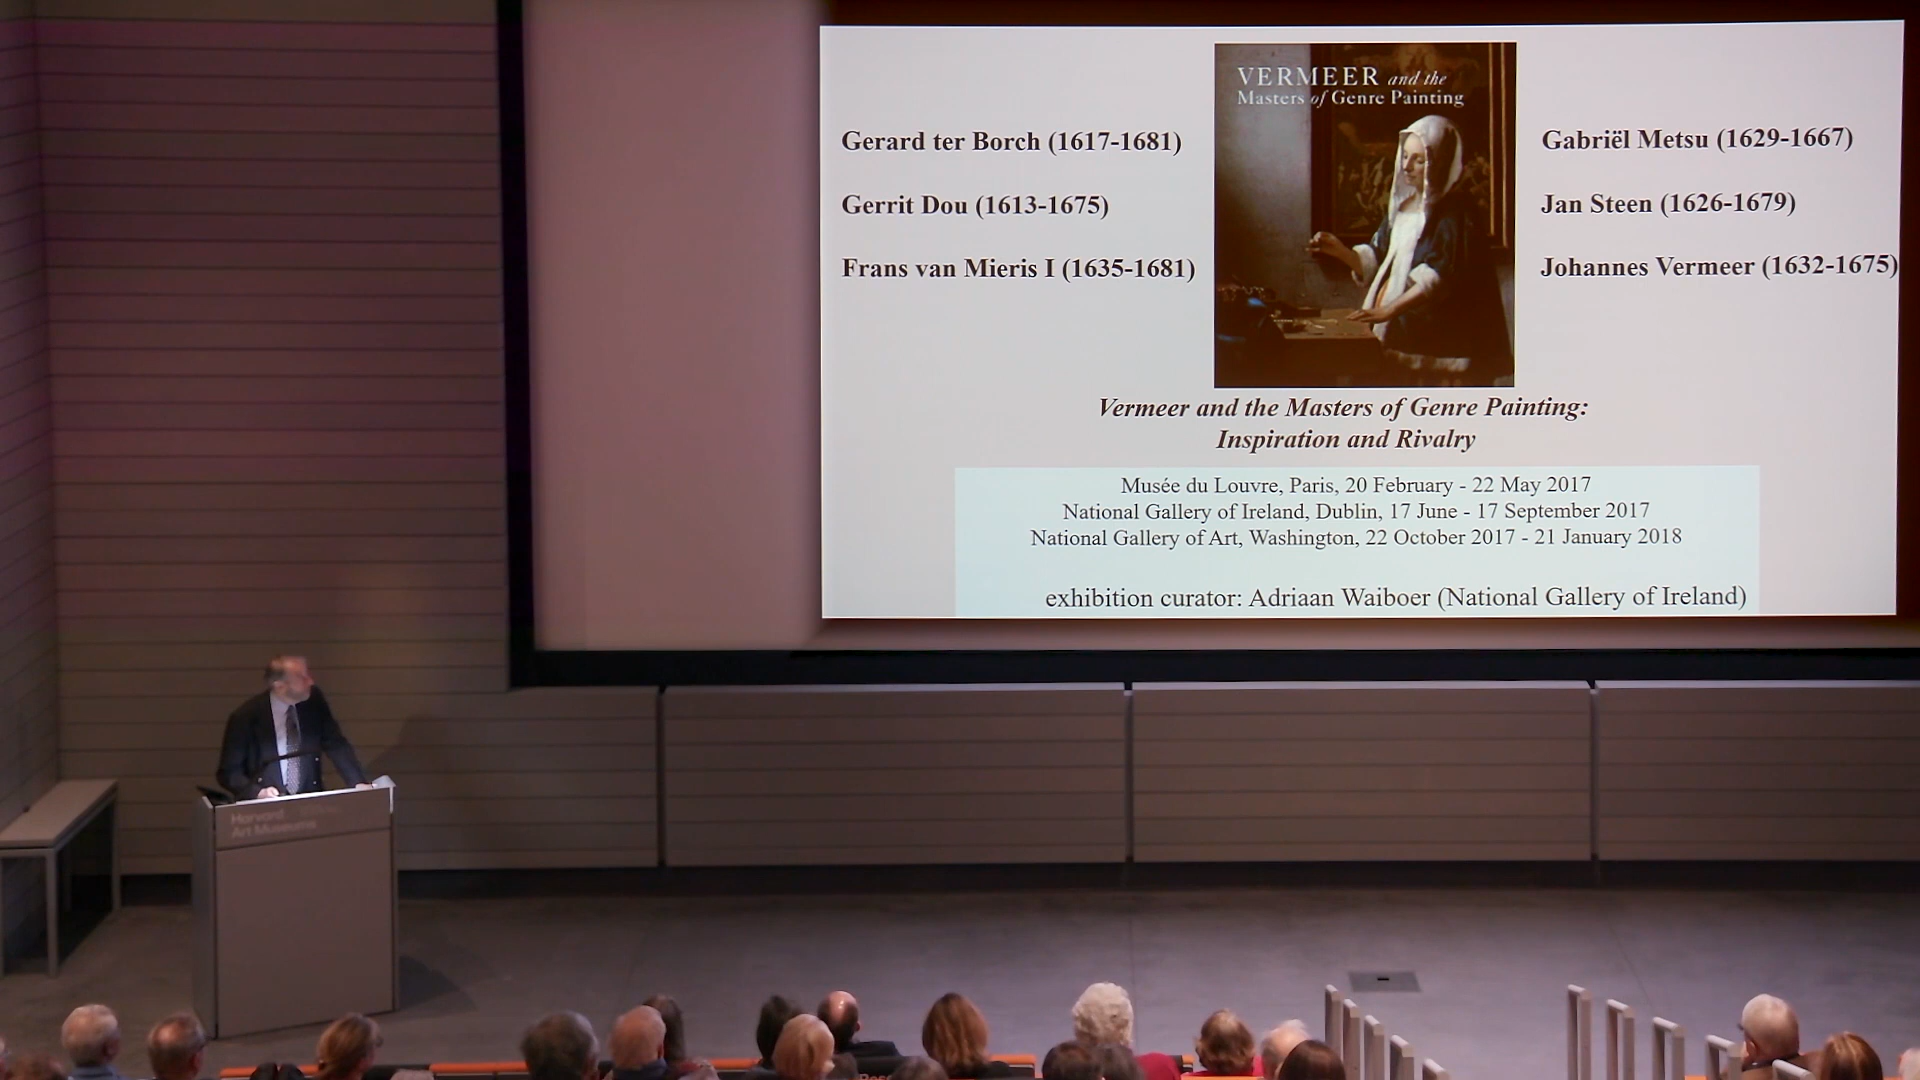 VERMEER and the
Masters of Genre Painting
Gerard ter Borch (1617-1681)
Gerrit Dou (1613-1675)
Frans van Mieris I (1635-1681)
Gabriël Metsu (1629-1667)
Jan Steen (1626-1679)
Johannes Vermeer (1632-1675)
Vermeer and the Masters of Genre Painting:
Inspiration and Rivalry
Musée du Louvre, Paris, 20 February - 22 May 2017
National Gallery of Ireland, Dublin, 17 June - 17 September 2017
National Gallery of Art, Washington, 22 October 2017 - 21 January 2018
exhibition curator: Adriaan Waiboer (National Gallery of Ireland)
Harvard
Art Museums